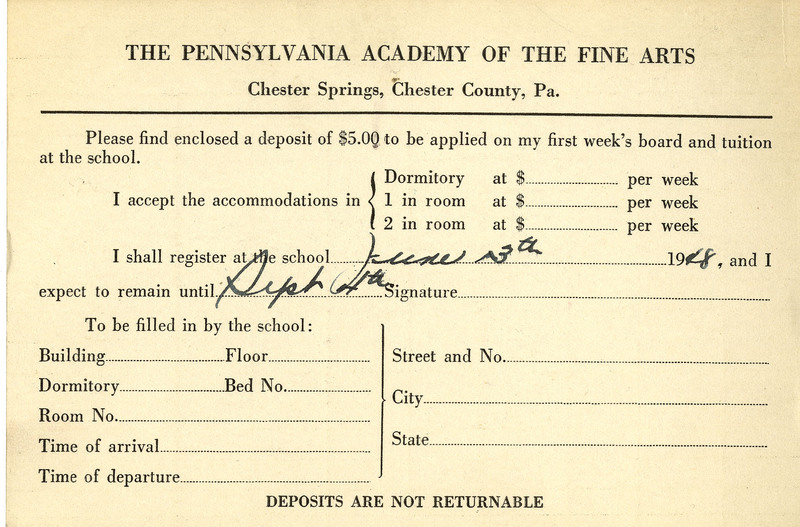 THE PENNSYLVANIA ACADEMY OF THE FINE ARTS
Chester Springs, Chester County, Pa.
Please find enclosed a deposit of $5.00 to be applied on my first week's board and tuition
at the school.
I accept the accommodations in
Dormitory at $ per week
1 in room at $ per week
2 in room at $ per week
I shall register at the school June 23th 1948, and I
expect to remain until Sept 4th Signature
To be filled in by the school:
Building Floor
Dormitory Bed No.
Room No.
Time of arrival
Time of departure
Street and No.
City
State
DEPOSITS ARE NOT RETURNABLE